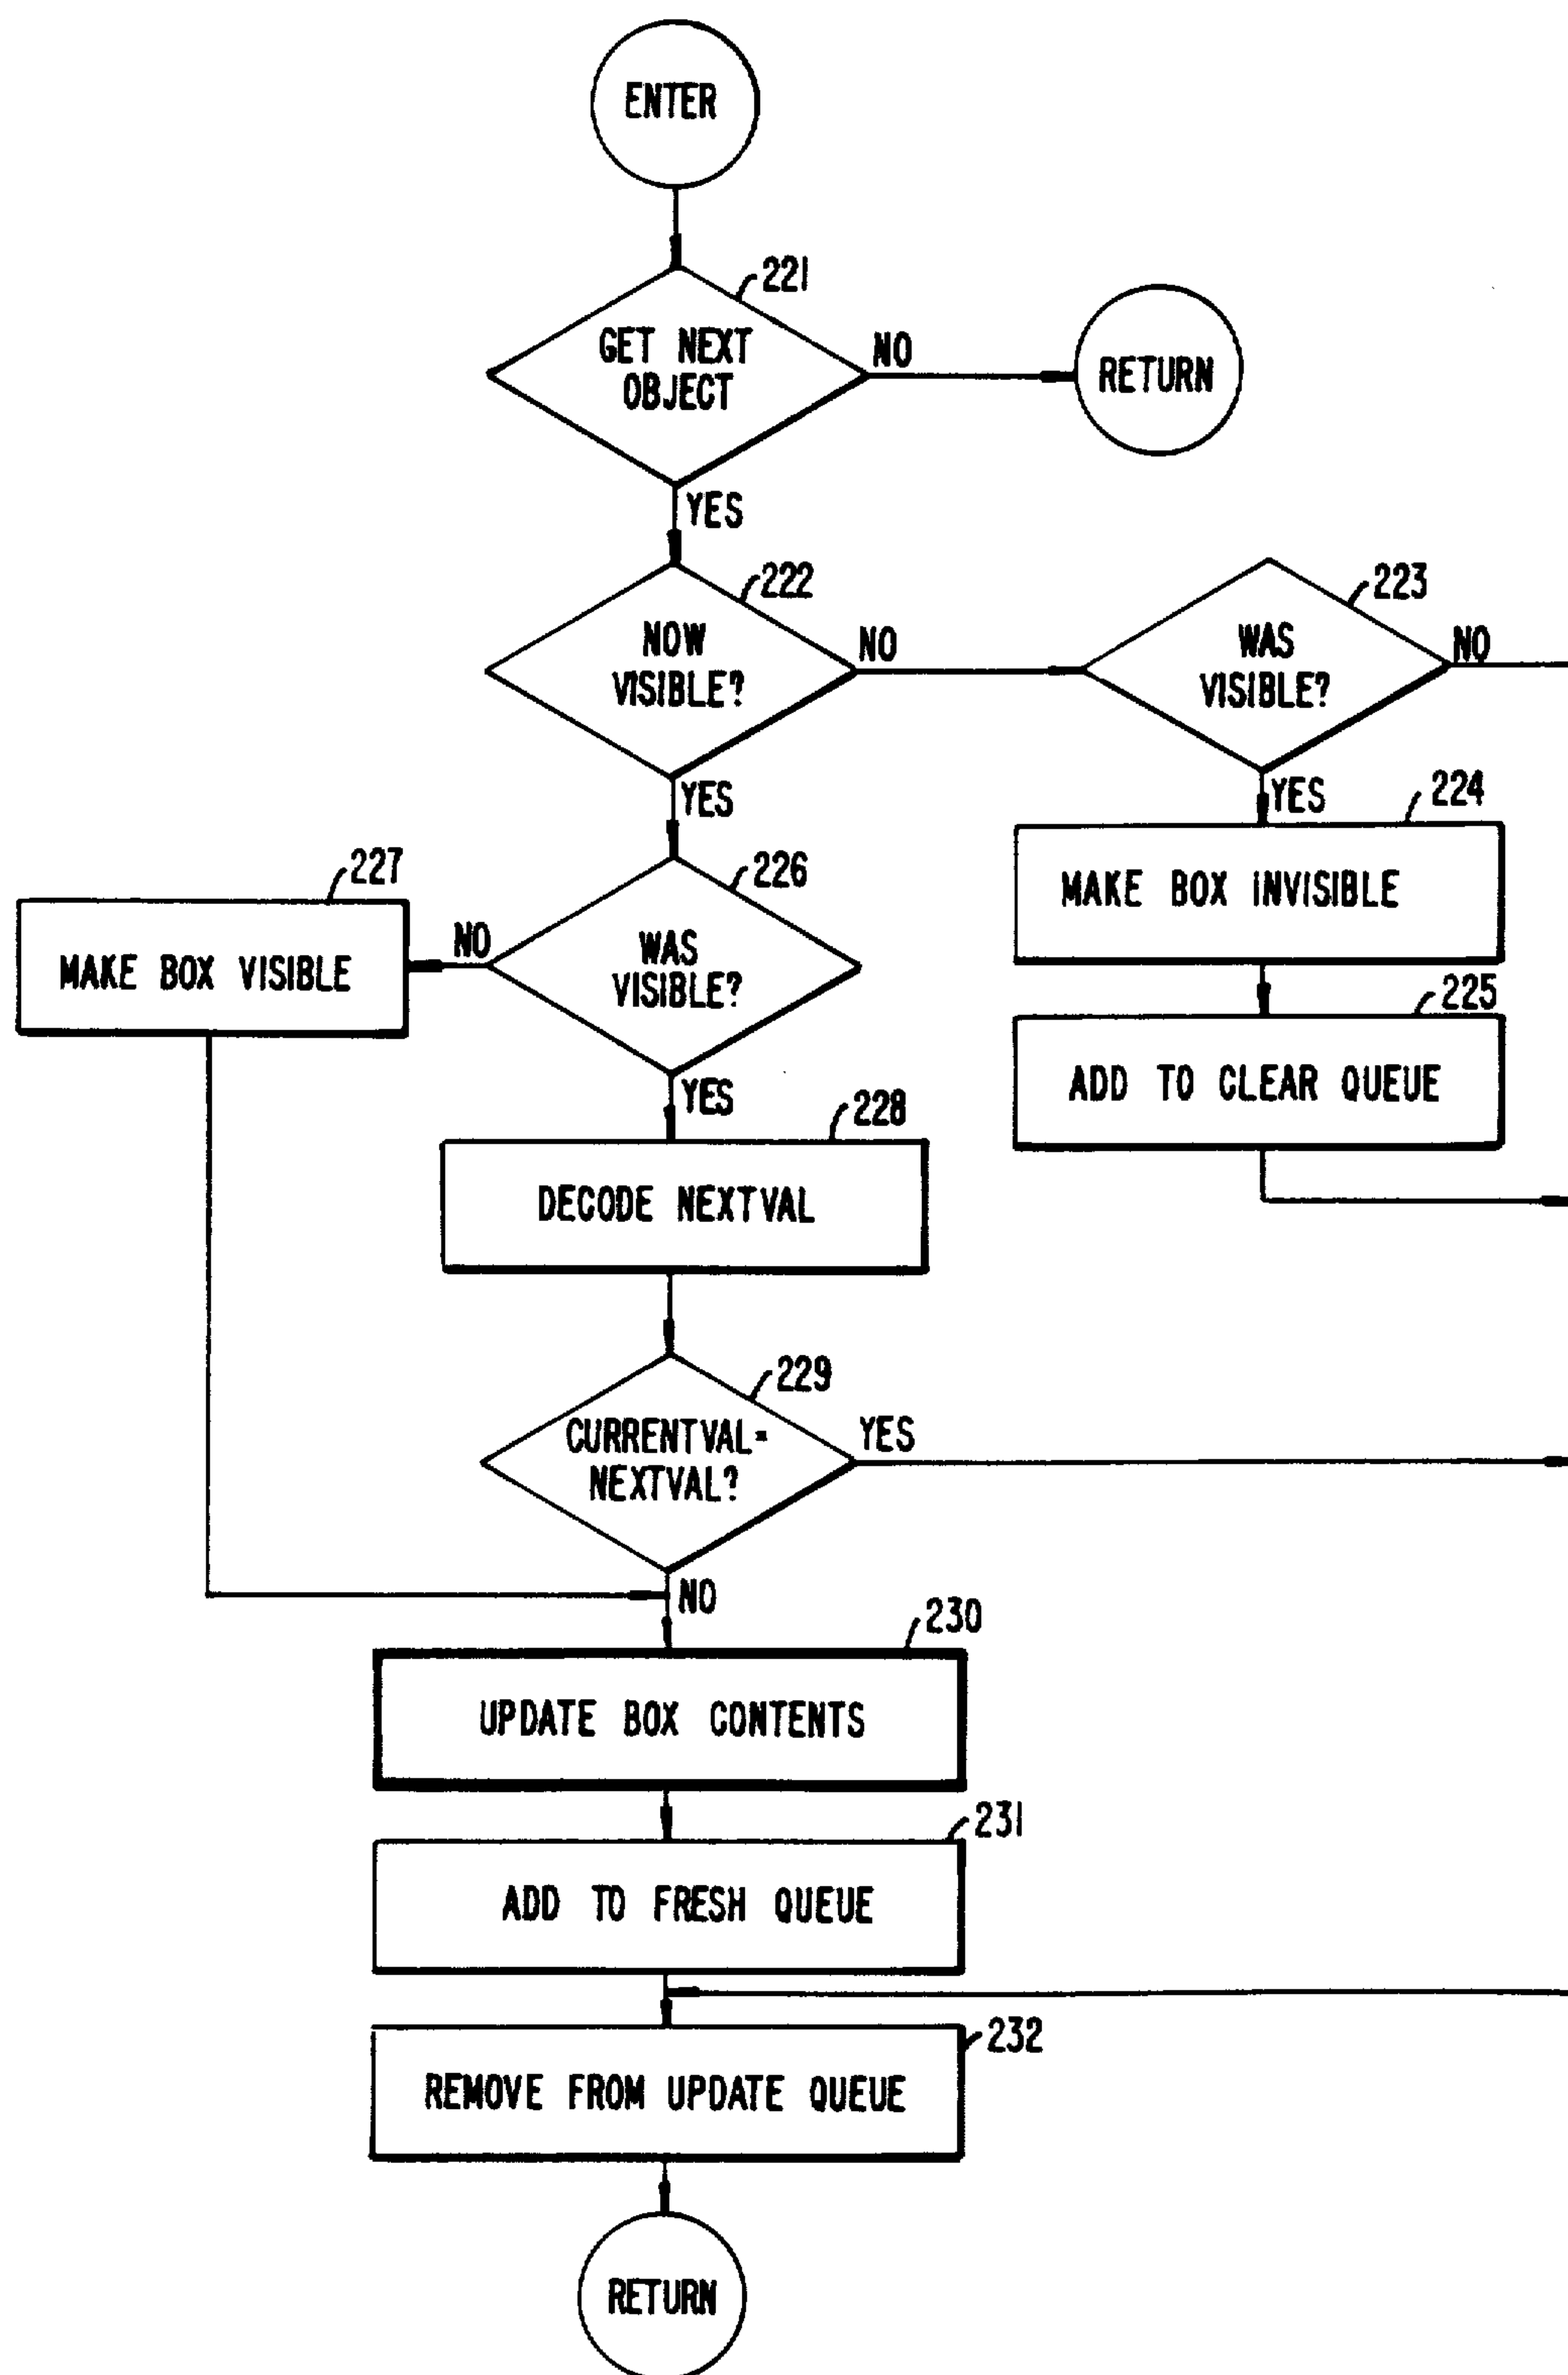 ENTER
221
GET NEXT
OBJECT
NO
RETURN
YES
222
NOW
VISIBLE?
NO
223
WAS
VISIBLE?
NO
YES
YES
224
MAKE BOX INVISIBLE
225
ADD TO CLEAR QUEUE
226
WAS
VISIBLE?
NO
227
MAKE BOX VISIBLE
YES
228
DECODE NEXTVAL
229
CURRENTVAL=
NEXTVAL?
YES
NO
230
UPDATE BOX CONTENTS
231
ADD TO FRESH QUEUE
232
REMOVE FROM UPDATE QUEUE
RETURN